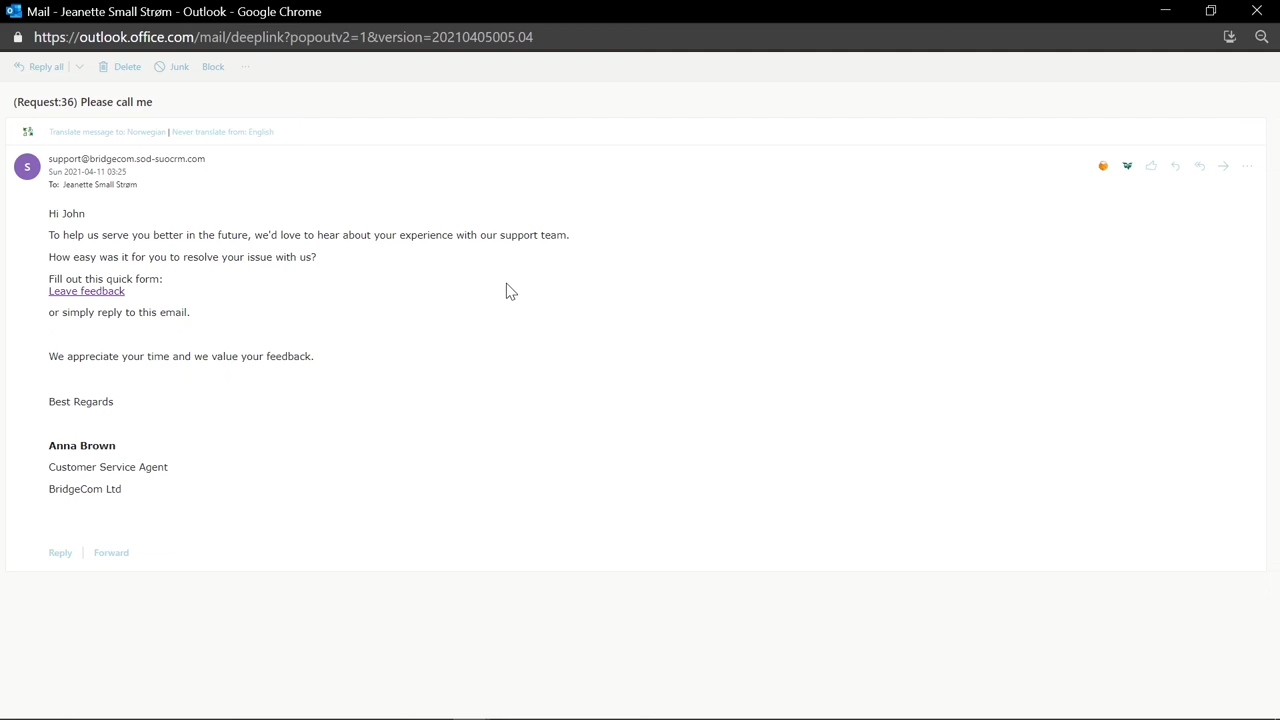 Mail - Jeanette Small Strøm - Outlook - Google Chrome
https://outlook.office.com/mail/deeplink?popoutv2=1&version=20210405005.04
Reply all Delete Junk Block ...
(Request:36) Please call me
Translate message to: Norwegian | Never translate from: English
S
support@bridgecom.sod-suocrm.com
Sun 2021-04-11 03:25
To: Jeanette Small Strøm
Hi John
To help us serve you better in the future, we'd love to hear about your experience with our support team.
How easy was it for you to resolve your issue with us?
Fill out this quick form:
Leave feedback
or simply reply to this email.
We appreciate your time and we value your feedback.
Best Regards
Anna Brown
Customer Service Agent
BridgeCom Ltd
Reply Forward